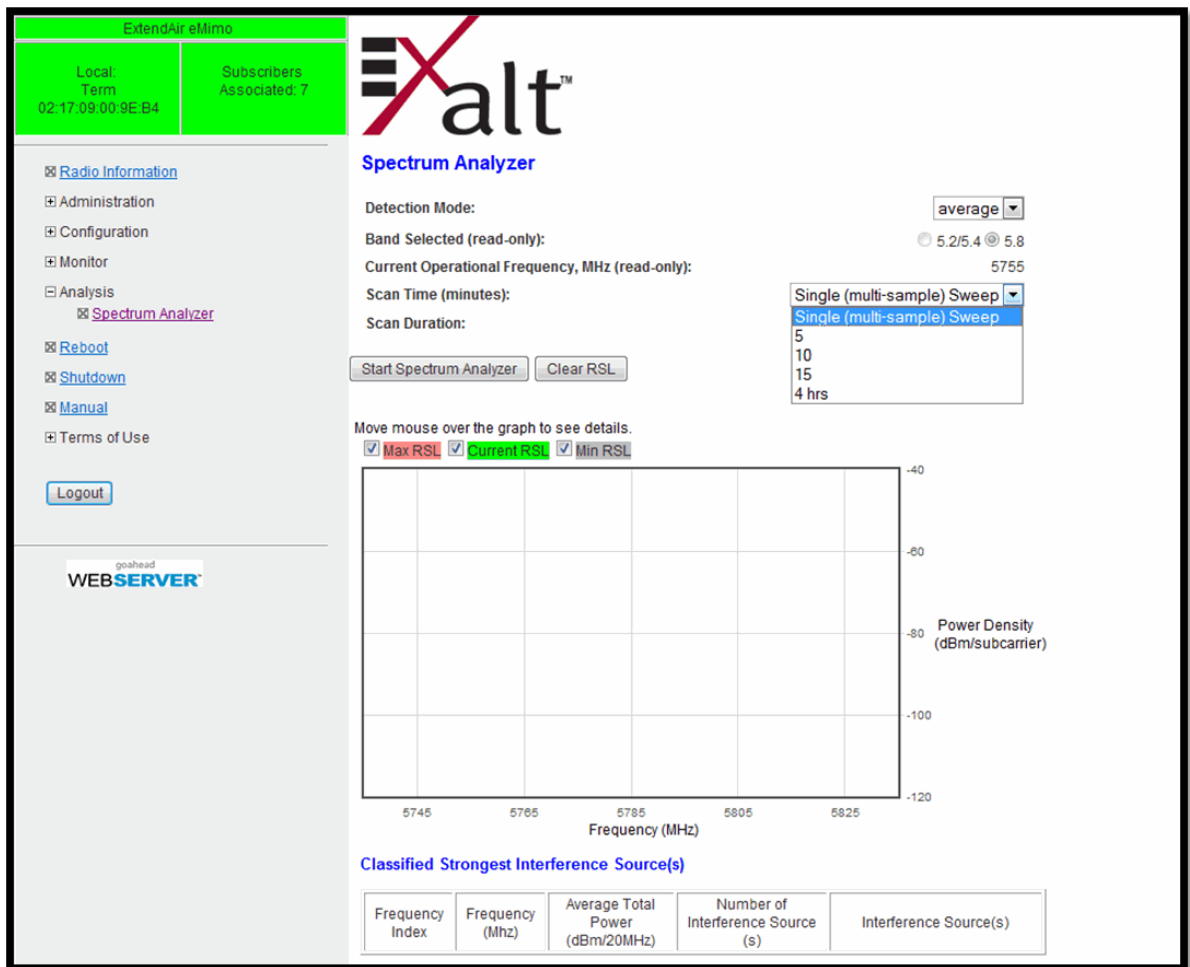 ExtendAir eMimo
Local:
Term
02:17:09:00:9E:B4
Subscribers
Associated: 7
Exalt™
Radio Information
Administration
Configuration
Monitor
Analysis
Spectrum Analyzer
Reboot
Shutdown
Manual
Terms of Use
Logout
goahead
WEBSERVER
Spectrum Analyzer
Detection Mode:
average
Band Selected (read-only):
5.2/5.4 5.8
Current Operational Frequency, MHz (read-only):
5755
Scan Time (minutes):
Single (multi-sample) Sweep
Single (multi-sample) Sweep
5
10
15
4 hrs
Scan Duration:
Start Spectrum Analyzer
Clear RSL
Move mouse over the graph to see details.
Max RSL Current RSL Min RSL
-40
-60
-80
-100
-120
Power Density
(dBm/subcarrier)
5745 5765 5785 5805 5825
Frequency (MHz)
Classified Strongest Interference Source(s)
Frequency
Index
Frequency
(Mhz)
Average Total
Power
(dBm/20MHz)
Number of
Interference Source
(s)
Interference Source(s)